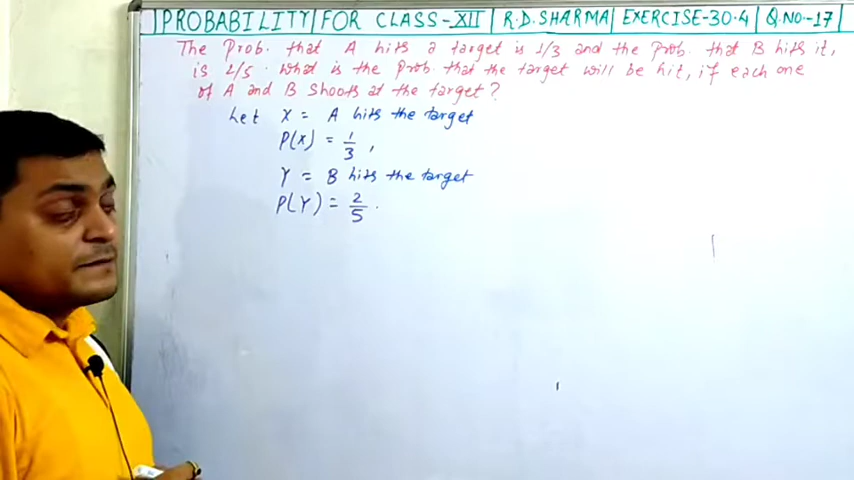 PROBABILITY | FOR CLASS-XII | R.D.SHARMA | EXERCISE-30.4 | Q.NO.-17
The Prob. that A hits a target is 1/3 and the prob. that B hits it,
is 2/5. What is the Prob. that the target will be hit, if each one
of A and B Shoots at the target?
Let X = A hits the target
P(X) = 1/3,
Y = B hits the target
P(Y) = 2/5.